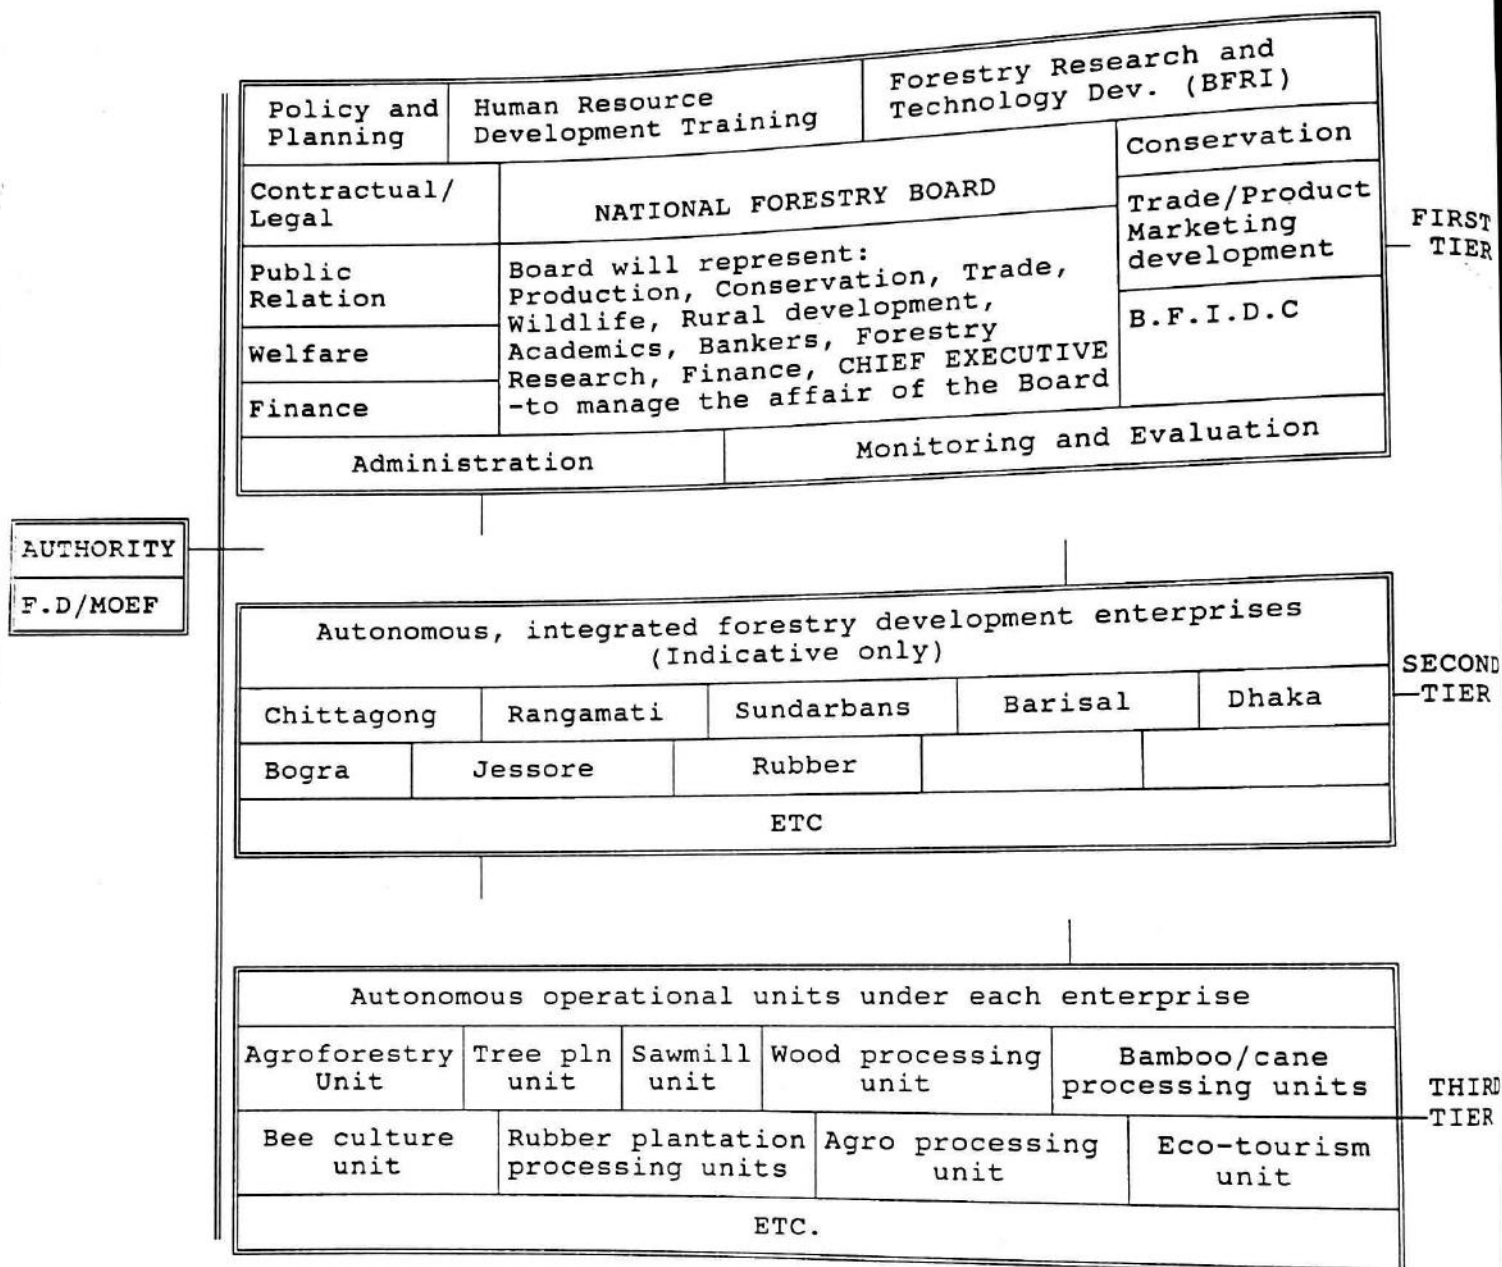 Policy and
Planning
Human Resource
Development Training
Forestry Research and
Technology Dev. (BFRI)
Contractual/
Legal
Public
Relation
Welfare
Finance
NATIONAL FORESTRY BOARD
Board will represent:
Production, Conservation, Trade,
Wildlife, Rural development,
Academics, Bankers, Forestry
Research, Finance, CHIEF EXECUTIVE
-to manage the affair of the Board
Conservation
Trade/Product
Marketing
development
B.F.I.D.C
Administration
Monitoring and Evaluation
FIRST
TIER
AUTHORITY
F.D/MOEF
Autonomous, integrated forestry development enterprises
(Indicative only)
Chittagong
Rangamati
Sundarbans
Barisal
Dhaka
Bogra
Jessore
Rubber
ETC
SECOND
TIER
Autonomous operational units under each enterprise
Agroforestry
Unit
Tree pln
unit
Sawmill
unit
Wood processing
unit
Bamboo/cane
processing units
Bee culture
unit
Rubber plantation
processing units
Agro processing
unit
Eco-tourism
unit
ETC.
THIRD
TIER